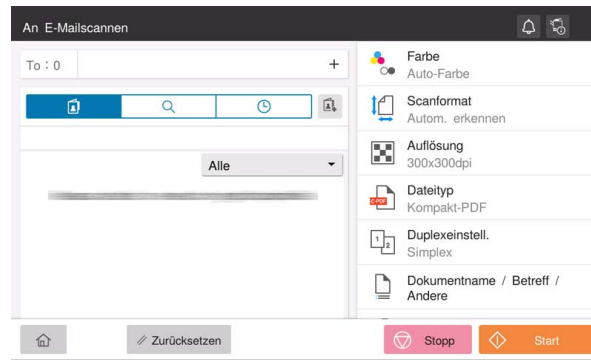 An E-Mailscannen
To : 0
+
Alle
Farbe
Auto-Farbe
Scanformat
Autom. erkennen
Auflösung
300x300dpi
C-PDF
Dateityp
Kompakt-PDF
1 2
Duplexeinstell.
Simplex
Dokumentname / Betreff /
Andere
Zurücksetzen
Stopp
Start